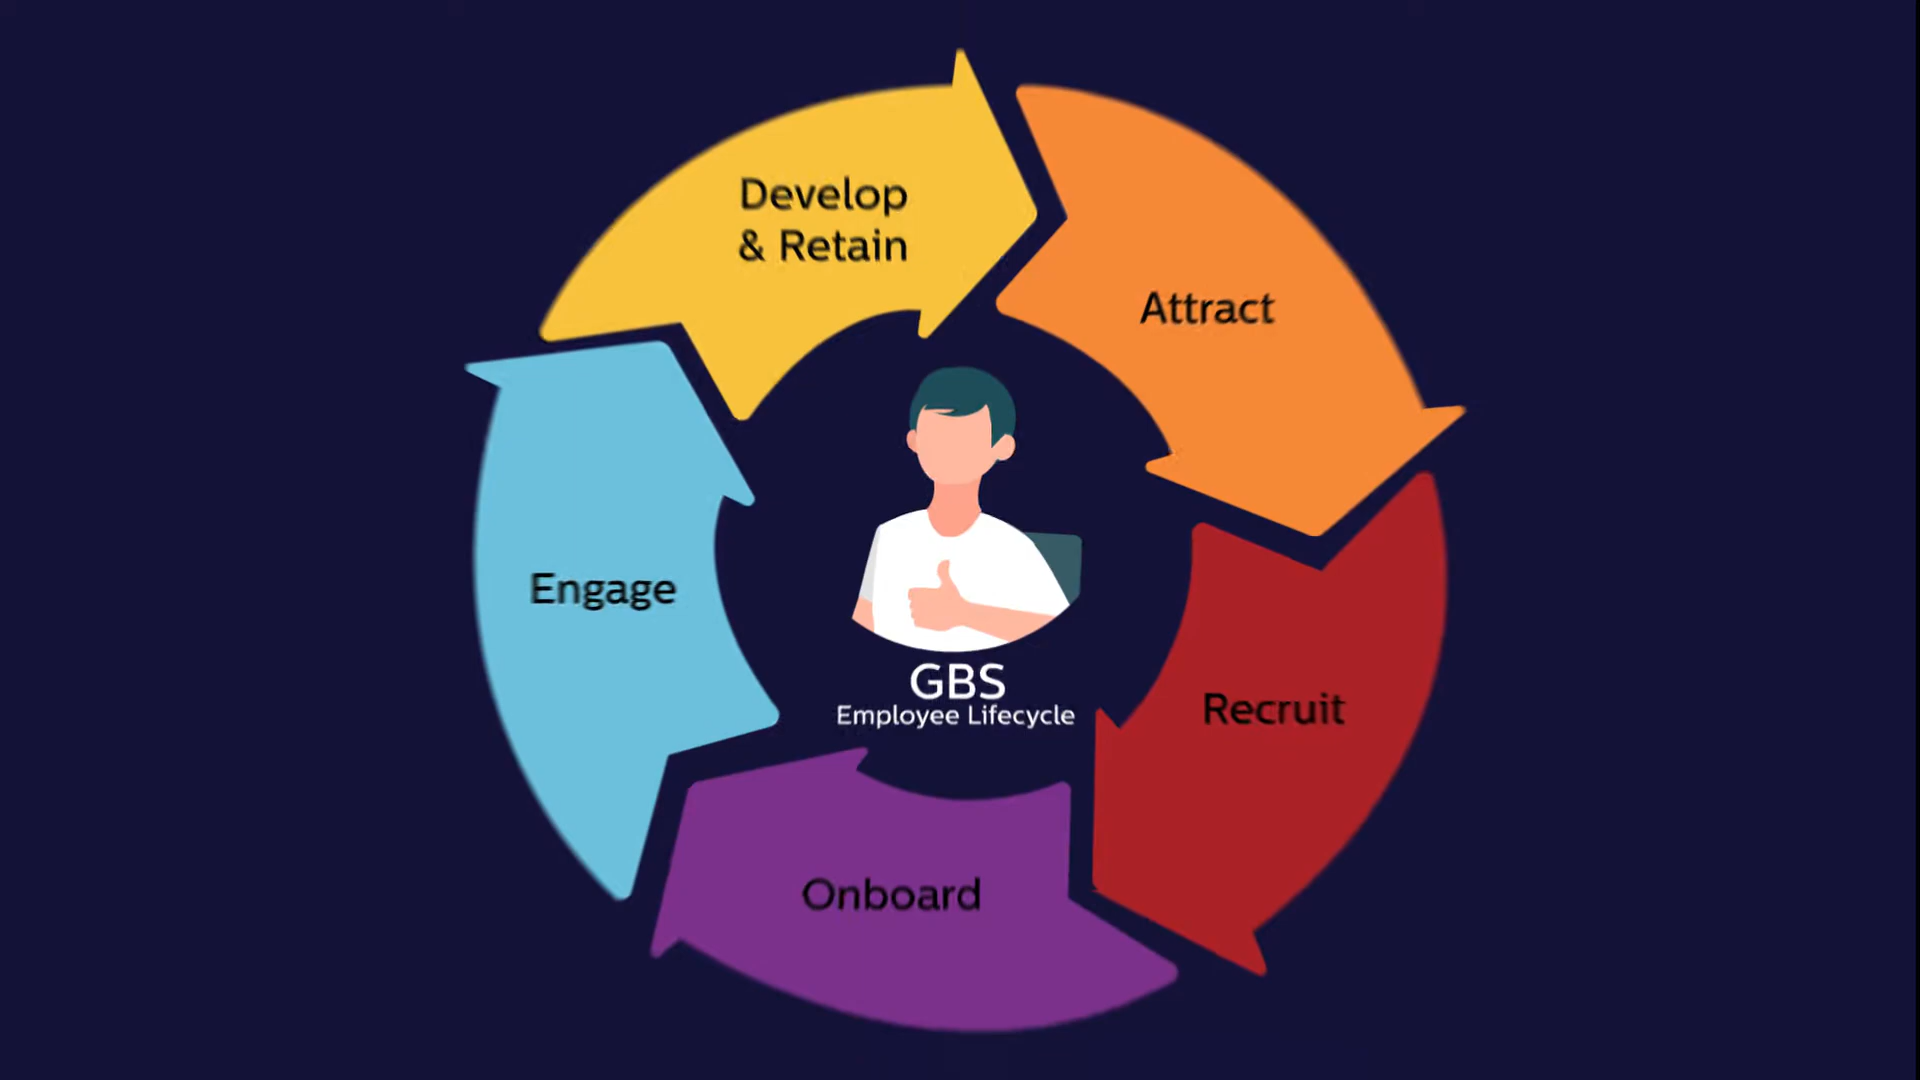 Develop
& Retain
Attract
Engage
Recruit
GBS
Employee Lifecycle
Onboard